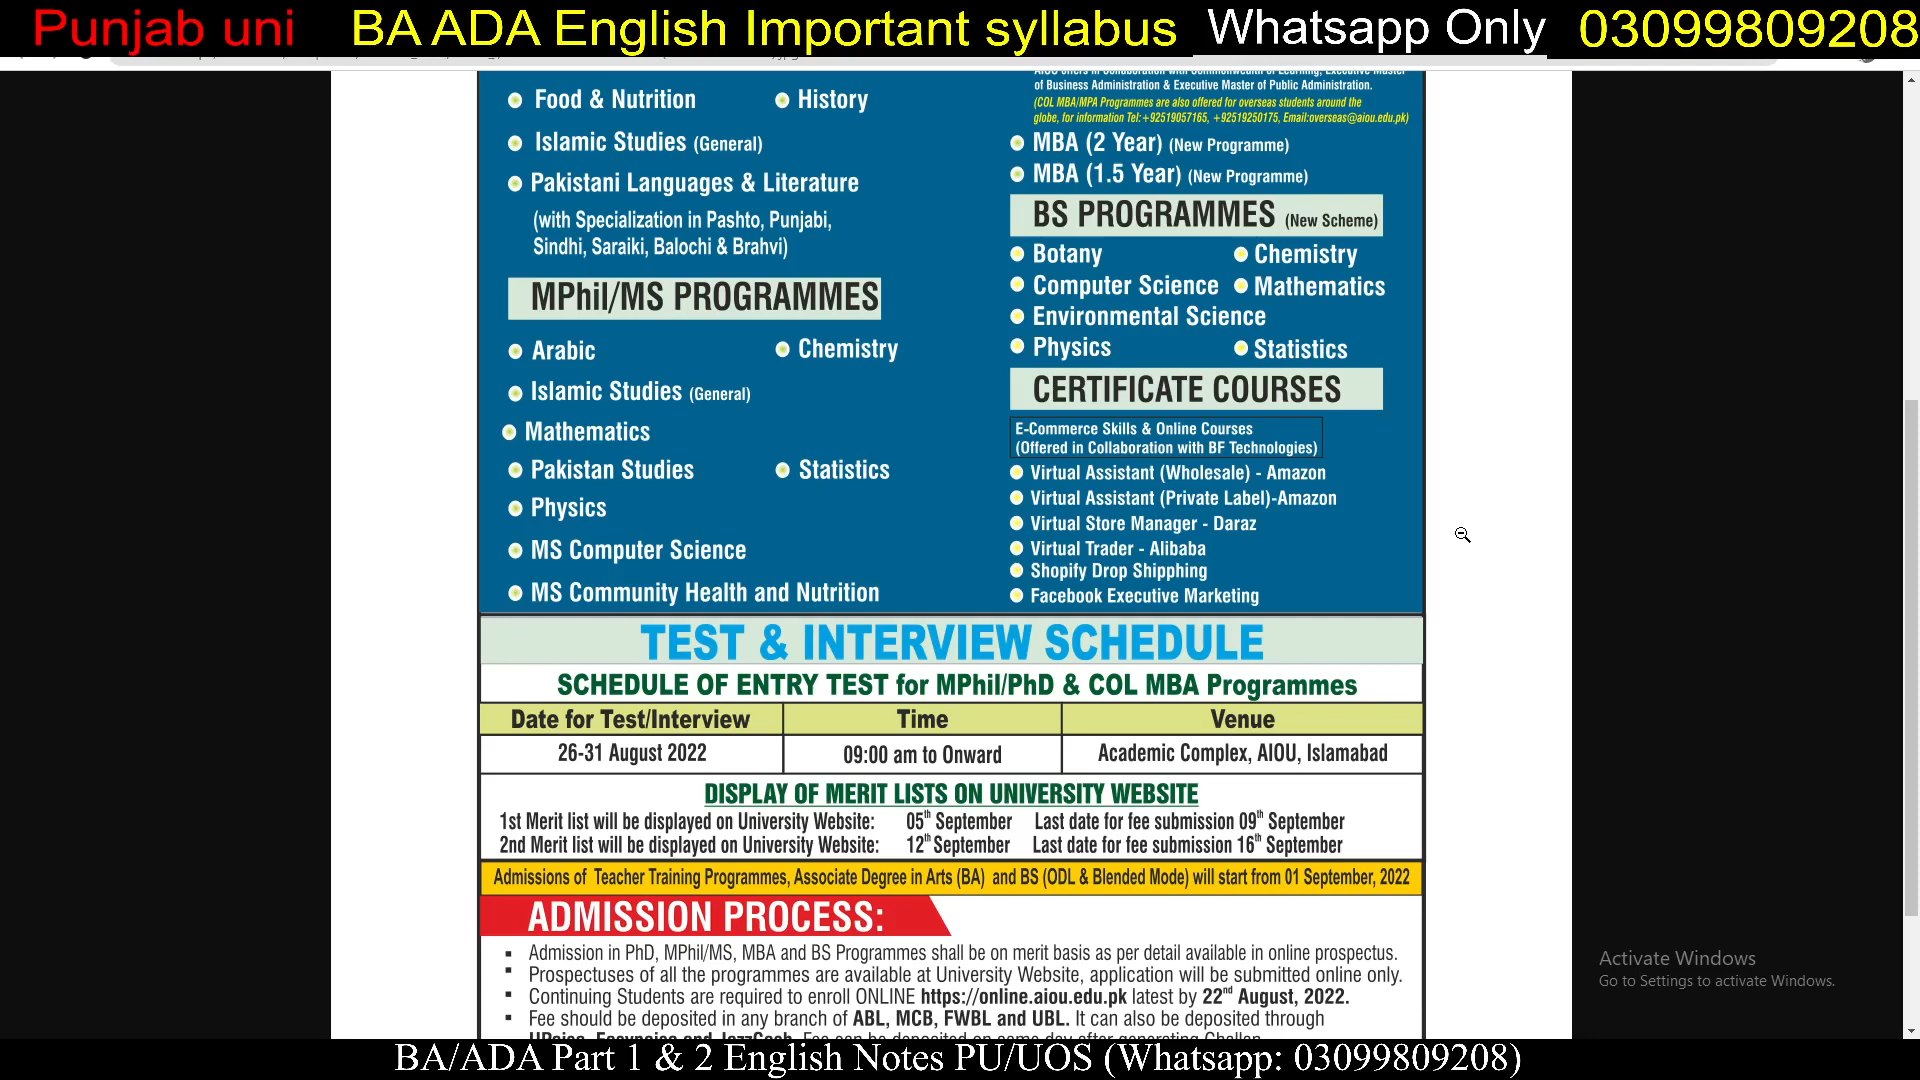 Punjab uni BA ADA English Important syllabus Whatsapp Only 03099809208
Food & Nutrition
History
Islamic Studies (General)
Pakistani Languages & Literature
(with Specialization in Pashto, Punjabi,
Sindhi, Saraiki, Balochi & Brahvi)
MPhil/MS PROGRAMMES
Arabic
Chemistry
Islamic Studies (General)
Mathematics
Pakistan Studies
Statistics
Physics
MS Computer Science
MS Community Health and Nutrition
AIOU offers in Collaboration with Commonwealth of Learning, Executive Master
of Business Administration & Executive Master of Public Administration.
(COL MBA/MPA Programmes are also offered for overseas students around the
globe, for information Tel:+92519057165, +92519250175, Email:overseas@aiou.edu.pk)
MBA (2 Year) (New Programme)
MBA (1.5 Year) (New Programme)
BS PROGRAMMES (New Scheme)
Botany
Chemistry
Computer Science
Mathematics
Environmental Science
Physics
Statistics
CERTIFICATE COURSES
E-Commerce Skills & Online Courses
(Offered in Collaboration with BF Technologies)
Virtual Assistant (Wholesale) - Amazon
Virtual Assistant (Private Label)-Amazon
Virtual Store Manager - Daraz
Virtual Trader - Alibaba
Shopify Drop Shipphing
Facebook Executive Marketing
TEST & INTERVIEW SCHEDULE
SCHEDULE OF ENTRY TEST for MPhil/PhD & COL MBA Programmes
Date for Test/Interview Time Venue
26-31 August 2022 09:00 am to Onward Academic Complex, AIOU, Islamabad
DISPLAY OF MERIT LISTS ON UNIVERSITY WEBSITE
1st Merit list will be displayed on University Website: 05th September Last date for fee submission 09th September
2nd Merit list will be displayed on University Website: 12th September Last date for fee submission 16th September
Admissions of Teacher Training Programmes, Associate Degree in Arts (BA) and BS (ODL & Blended Mode) will start from 01 September, 2022
ADMISSION PROCESS:
Admission in PhD, MPhil/MS, MBA and BS Programmes shall be on merit basis as per detail available in online prospectus.
Prospectuses of all the programmes are available at University Website, application will be submitted online only.
Continuing Students are required to enroll ONLINE https://online.aiou.edu.pk latest by 22nd August, 2022.
Fee should be deposited in any branch of ABL, MCB, FWBL and UBL. It can also be deposited through
Activate Windows
Go to Settings to activate Windows.
BA/ADA Part 1 & 2 English Notes PU/UOS (Whatsapp: 03099809208)